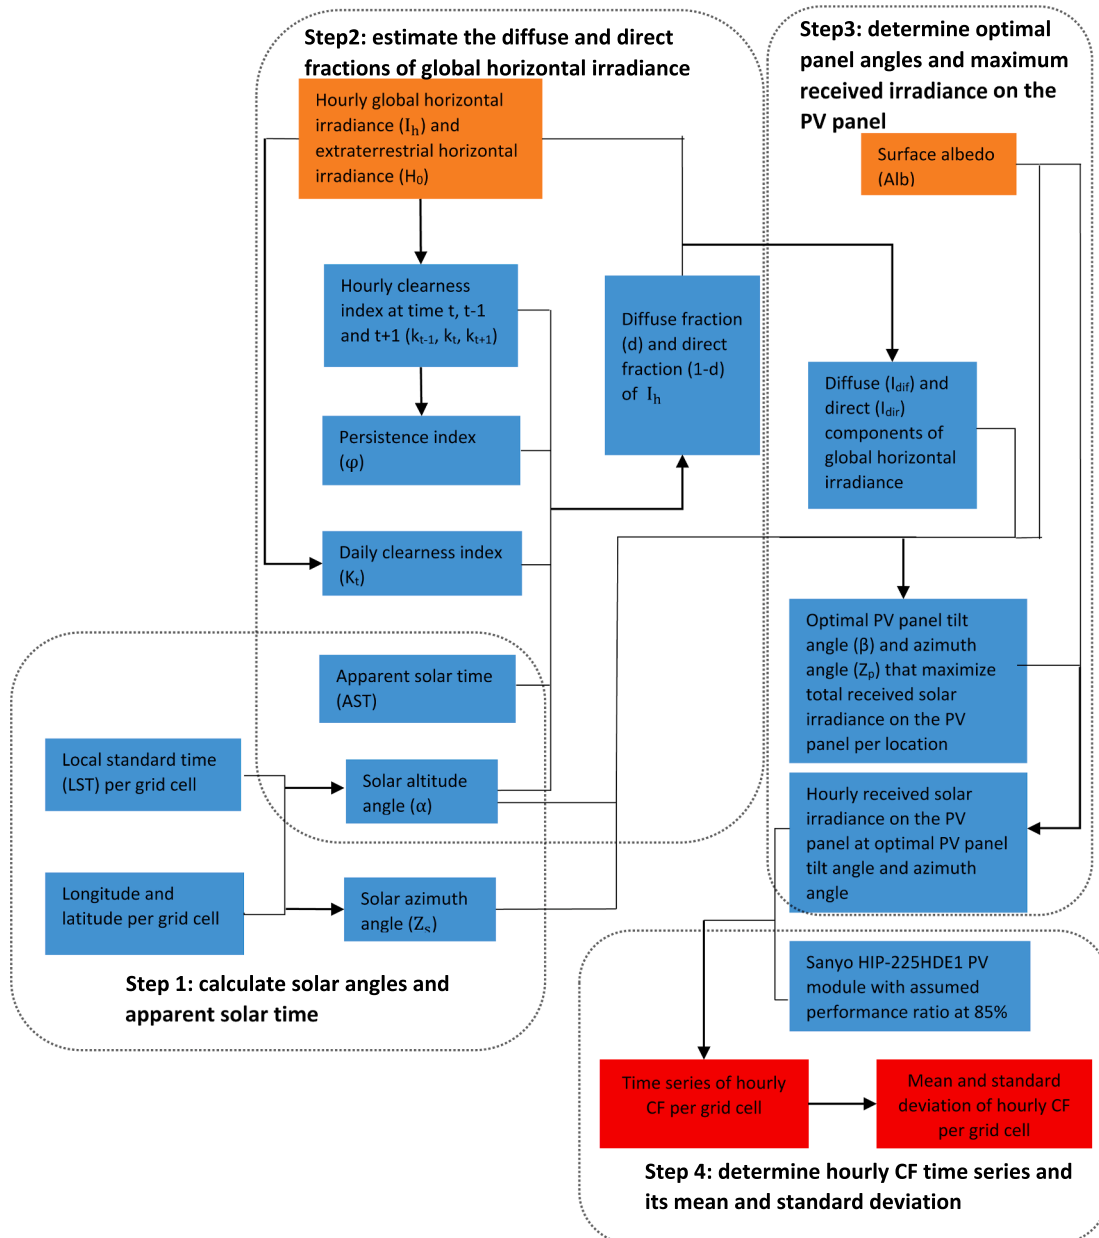 Step2: estimate the diffuse and direct
fractions of global horizontal irradiance
Hourly global horizontal
irradiance (Iₕ) and
extraterrestrial horizontal
irradiance (H₀)
Hourly clearness
index at time t, t-1
and t+1 (kₜ₋₁, kₜ, kₜ₊₁)
Persistence index
(φ)
Daily clearness index
(Kₜ)
Diffuse fraction
(d) and direct
fraction (1-d)
of Iₕ
Step3: determine optimal
panel angles and maximum
received irradiance on the
PV panel
Surface albedo
(Alb)
Diffuse (I_dif) and
direct (I_dir)
components of
global horizontal
irradiance
Optimal PV panel tilt
angle (β) and azimuth
angle (Zₚ) that maximize
total received solar
irradiance on the PV
panel per location
Hourly received solar
irradiance on the PV
panel at optimal PV panel
tilt angle and azimuth
angle
Apparent solar time
(AST)
Local standard time
(LST) per grid cell
Solar altitude
angle (α)
Longitude and
latitude per grid cell
Solar azimuth
angle (Zₛ)
Step 1: calculate solar angles and
apparent solar time
Sanyo HIP-225HDE1 PV
module with assumed
performance ratio at 85%
Time series of hourly
CF per grid cell
Mean and standard
deviation of hourly CF
per grid cell
Step 4: determine hourly CF time series and
its mean and standard deviation